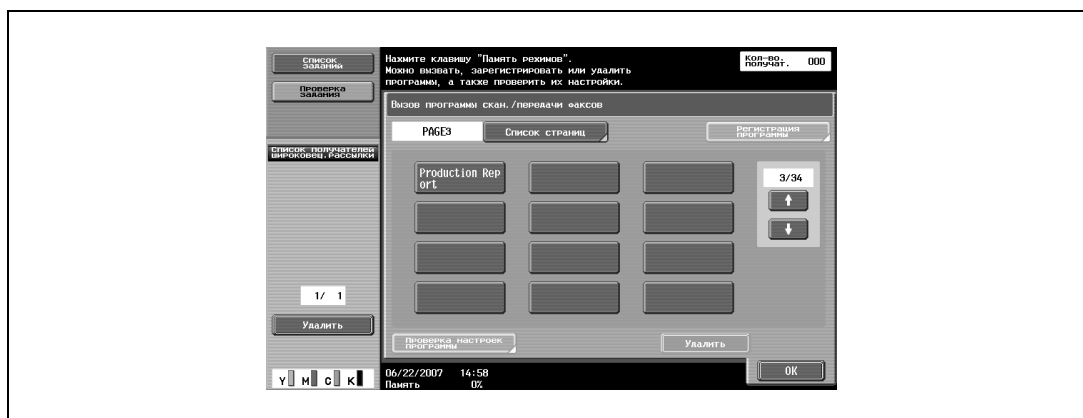 Список
заданий
Проверка
задания
Список получателей
широковец.рассылки
1/ 1
Удалить
Y M C K
Нажмите клавишу "Память режимов".
Можно вызвать, зарегистрировать или удалить
программы, а также проверить их настройки.
Кол-во.
получат. 000
Вызов программы скан./передачи факсов
PAGE3
Список страниц
Регистрация
программы
Production Rep
ort
3/34
Проверка настроек
программы
Удалить
06/22/2007 14:58
Память 0%
OK